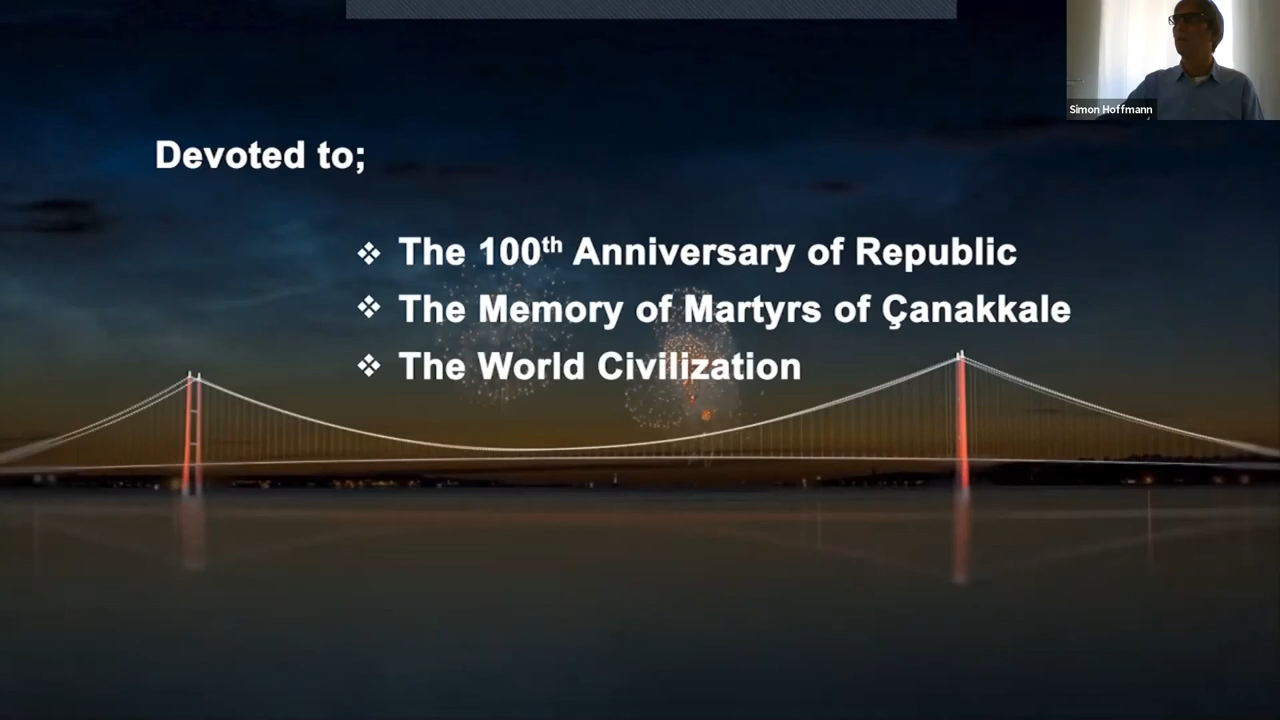 Simon Hoffmann
Devoted to;
❖ The 100th Anniversary of Republic
❖ The Memory of Martyrs of Çanakkale
❖ The World Civilization